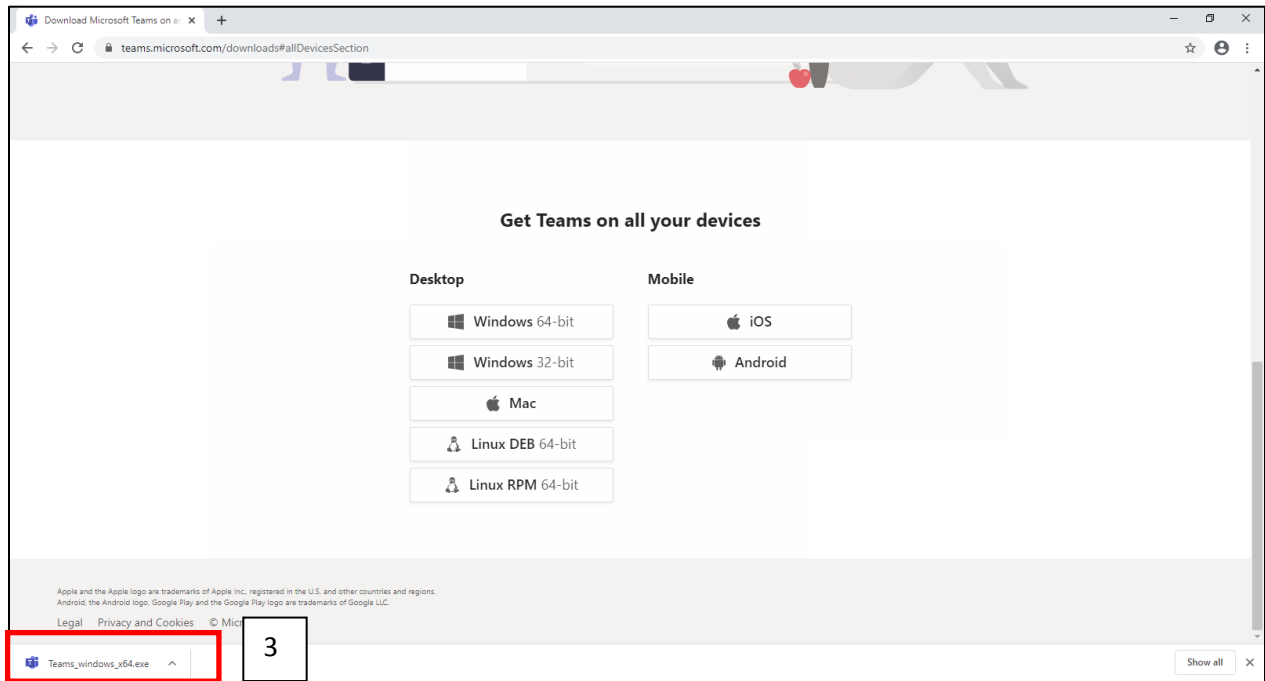 Download Microsoft Teams on a
teams.microsoft.com/downloads#allDevicesSection
Get Teams on all your devices
Desktop
Mobile
Windows 64-bit
iOS
Windows 32-bit
Android
Mac
Linux DEB 64-bit
Linux RPM 64-bit
Apple and the Apple logo are trademarks of Apple Inc., registered in the U.S. and other countries and regions.
Android, the Android logo, Google Play and the Google Play logo are trademarks of Google LLC.
Legal Privacy and Cookies © Mic
3
Teams_windows_x64.exe
Show all